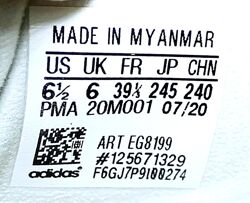 MADE IN MYANMAR
US UK FR JP CHN
6½ 6 39⅓ 245 240
PMA 20M001 07/20
ART EG8199
#125671329
adidas F6GJ7P9I00274